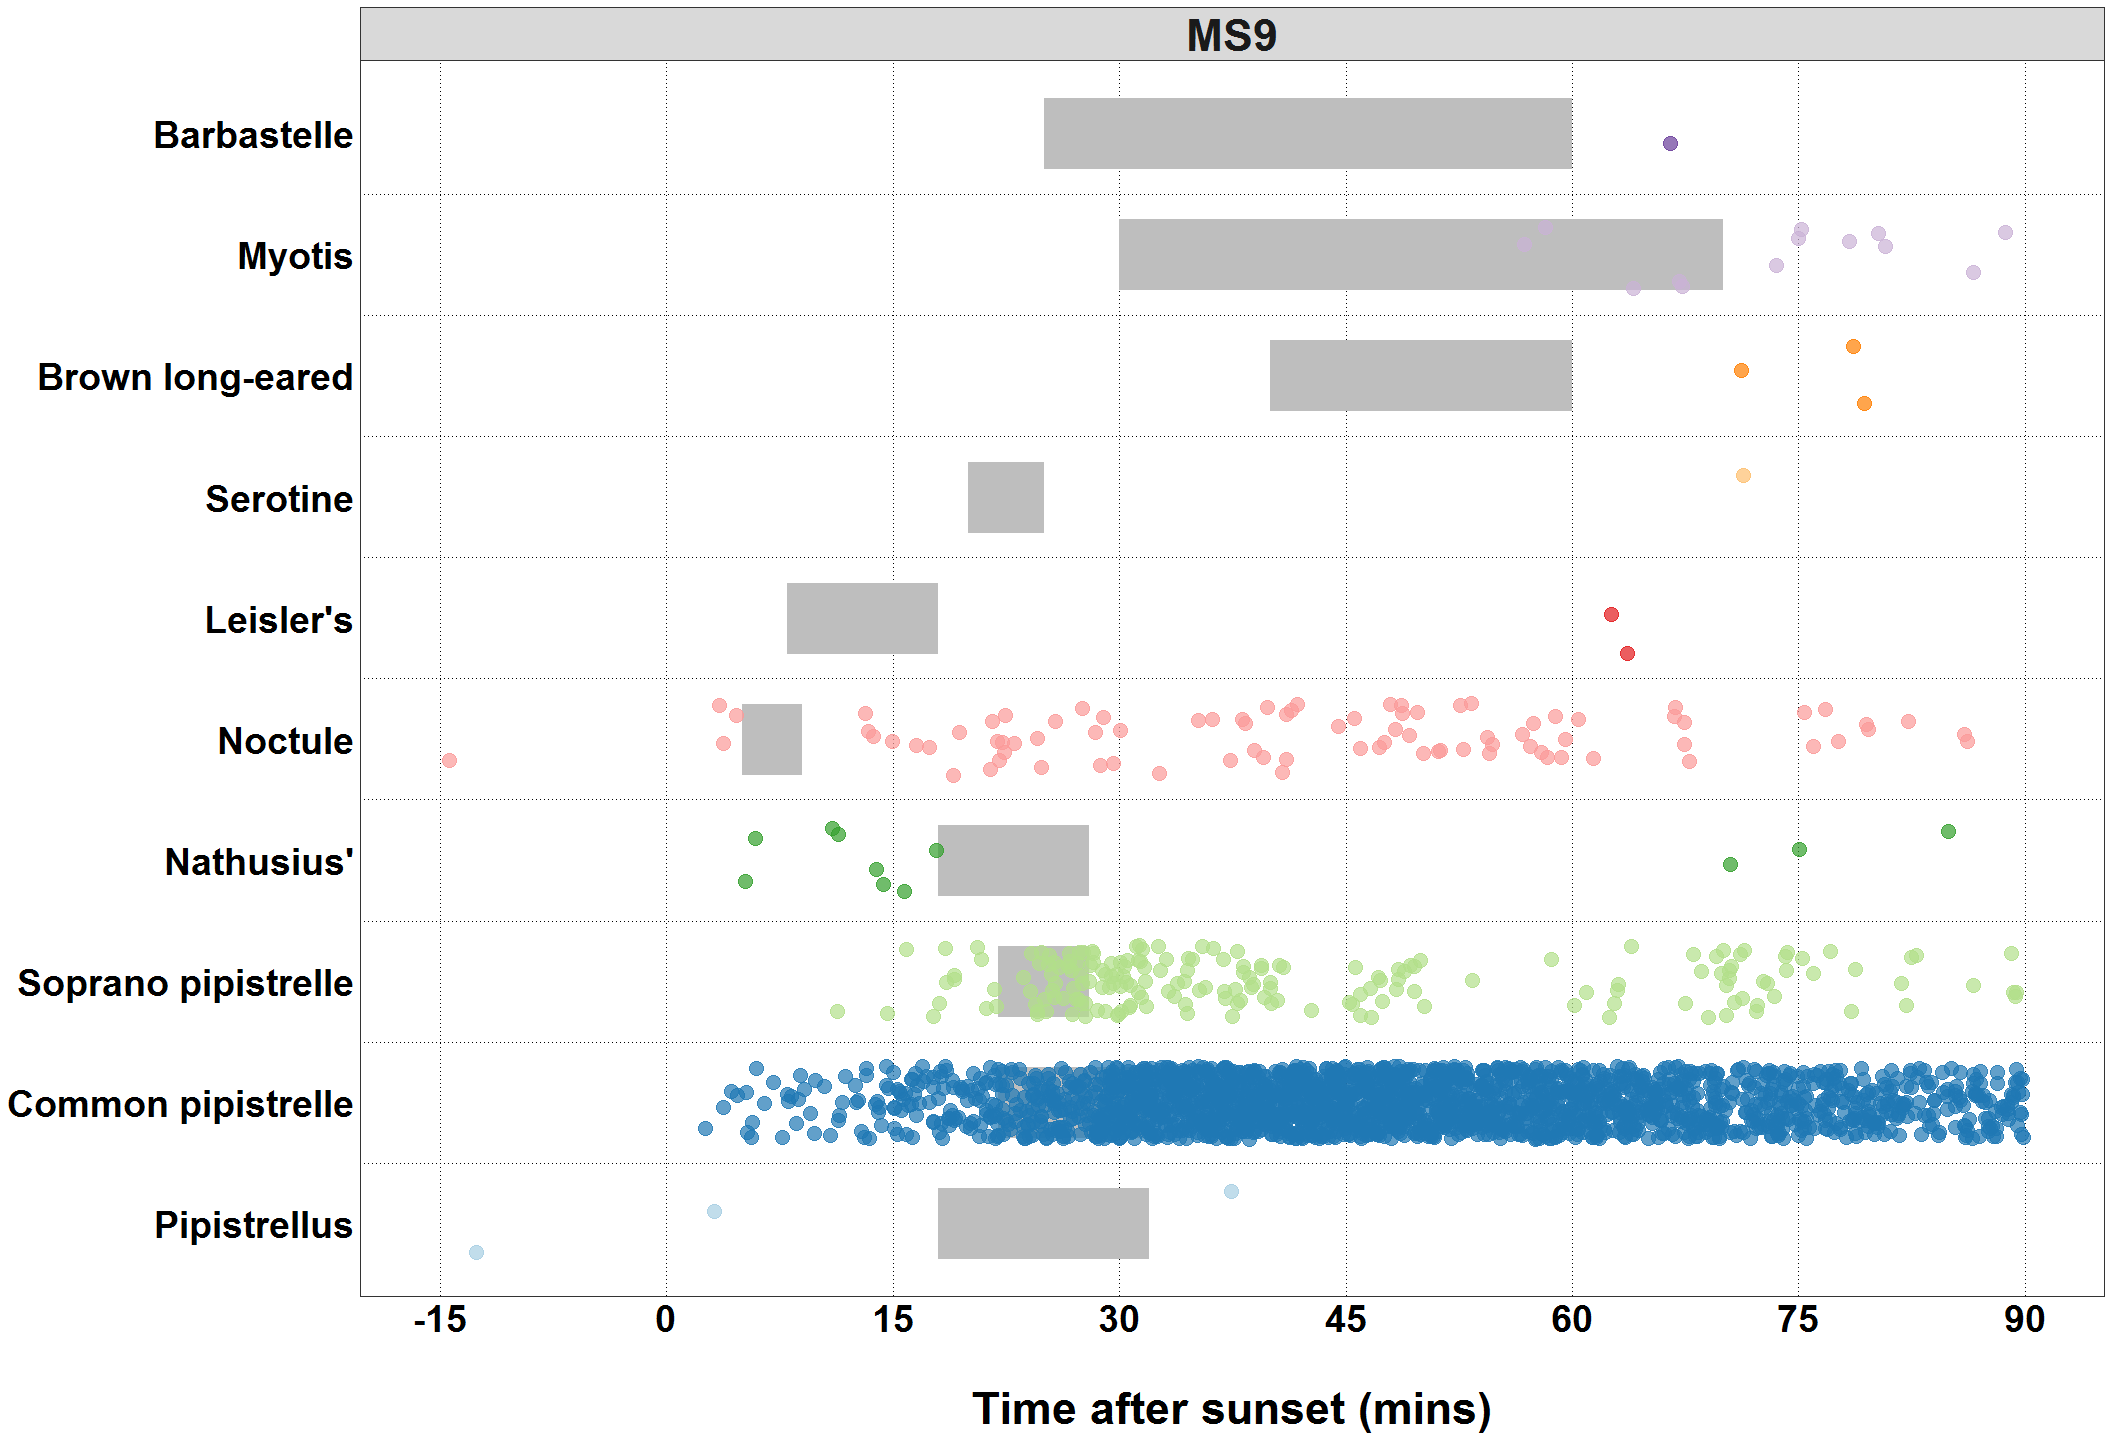 MS9
Barbastelle
Myotis
Brown long-eared
Serotine
Leisler's
Noctule
Nathusius'
Soprano pipistrelle
Common pipistrelle
Pipistrellus
-15 0 15 30 45 60 75 90
Time after sunset (mins)